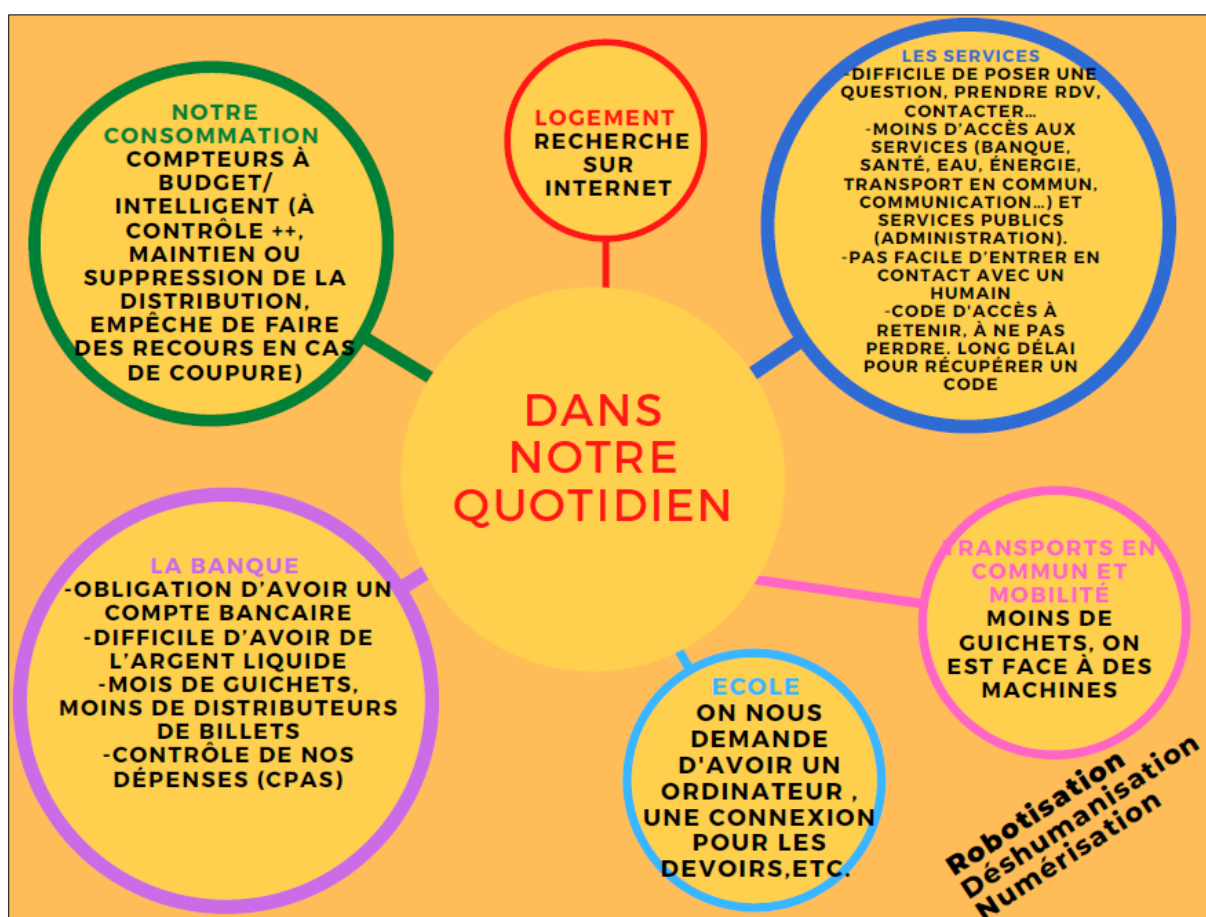 NOTRE
CONSOMMATION
COMPTEURS À
BUDGET/
INTELLIGENT (À
CONTRÔLE ++,
MAINTIEN OU
SUPPRESSION DE LA
DISTRIBUTION,
EMPÊCHE DE FAIRE
DES RECOURS EN CAS
DE COUPURE)
LOGEMENT
RECHERCHE
SUR
INTERNET
LES SERVICES
-DIFFICILE DE POSER UNE
QUESTION, PRENDRE RDV,
CONTACTER...
-MOINS D'ACCÈS AUX
SERVICES (BANQUE,
SANTÉ, EAU, ÉNERGIE,
TRANSPORT EN COMMUN,
COMMUNICATION...) ET
SERVICES PUBLICS
(ADMINISTRATION).
-PAS FACILE D'ENTRER EN
CONTACT AVEC UN
HUMAIN
-CODE D'ACCÈS À
RETENIR, À NE PAS
PERDRE. LONG DÉLAI
POUR RÉCUPÉRER UN
CODE
DANS
NOTRE
QUOTIDIEN
LA BANQUE
-OBLIGATION D'AVOIR UN
COMPTE BANCAIRE
-DIFFICILE D'AVOIR DE
L'ARGENT LIQUIDE
-MOIS DE GUICHETS,
MOINS DE DISTRIBUTEURS
DE BILLETS
-CONTRÔLE DE NOS
DÉPENSES (CPAS)
ECOLE
ON NOUS
DEMANDE
D'AVOIR UN
ORDINATEUR ,
UNE CONNEXION
POUR LES
DEVOIRS,ETC.
TRANSPORTS EN
COMMUN ET
MOBILITÉ
MOINS DE
GUICHETS, ON
EST FACE À DES
MACHINES
Robotisation
Déshumanisation
Numérisation